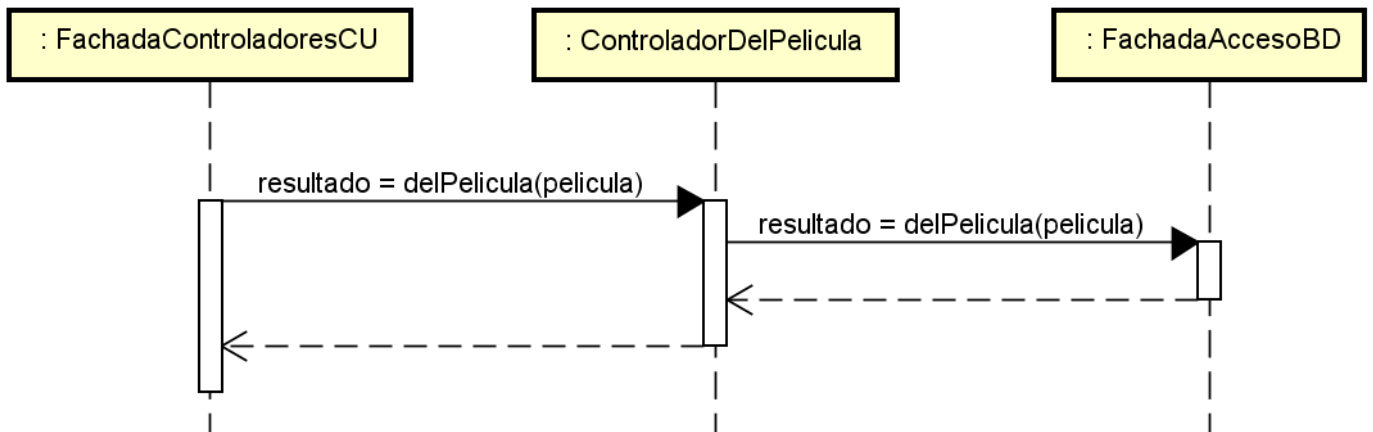 : FachadaControladoresCU
: ControladorDelPelicula
: FachadaAccesoBD
resultado = delPelicula(pelicula)
resultado = delPelicula(pelicula)